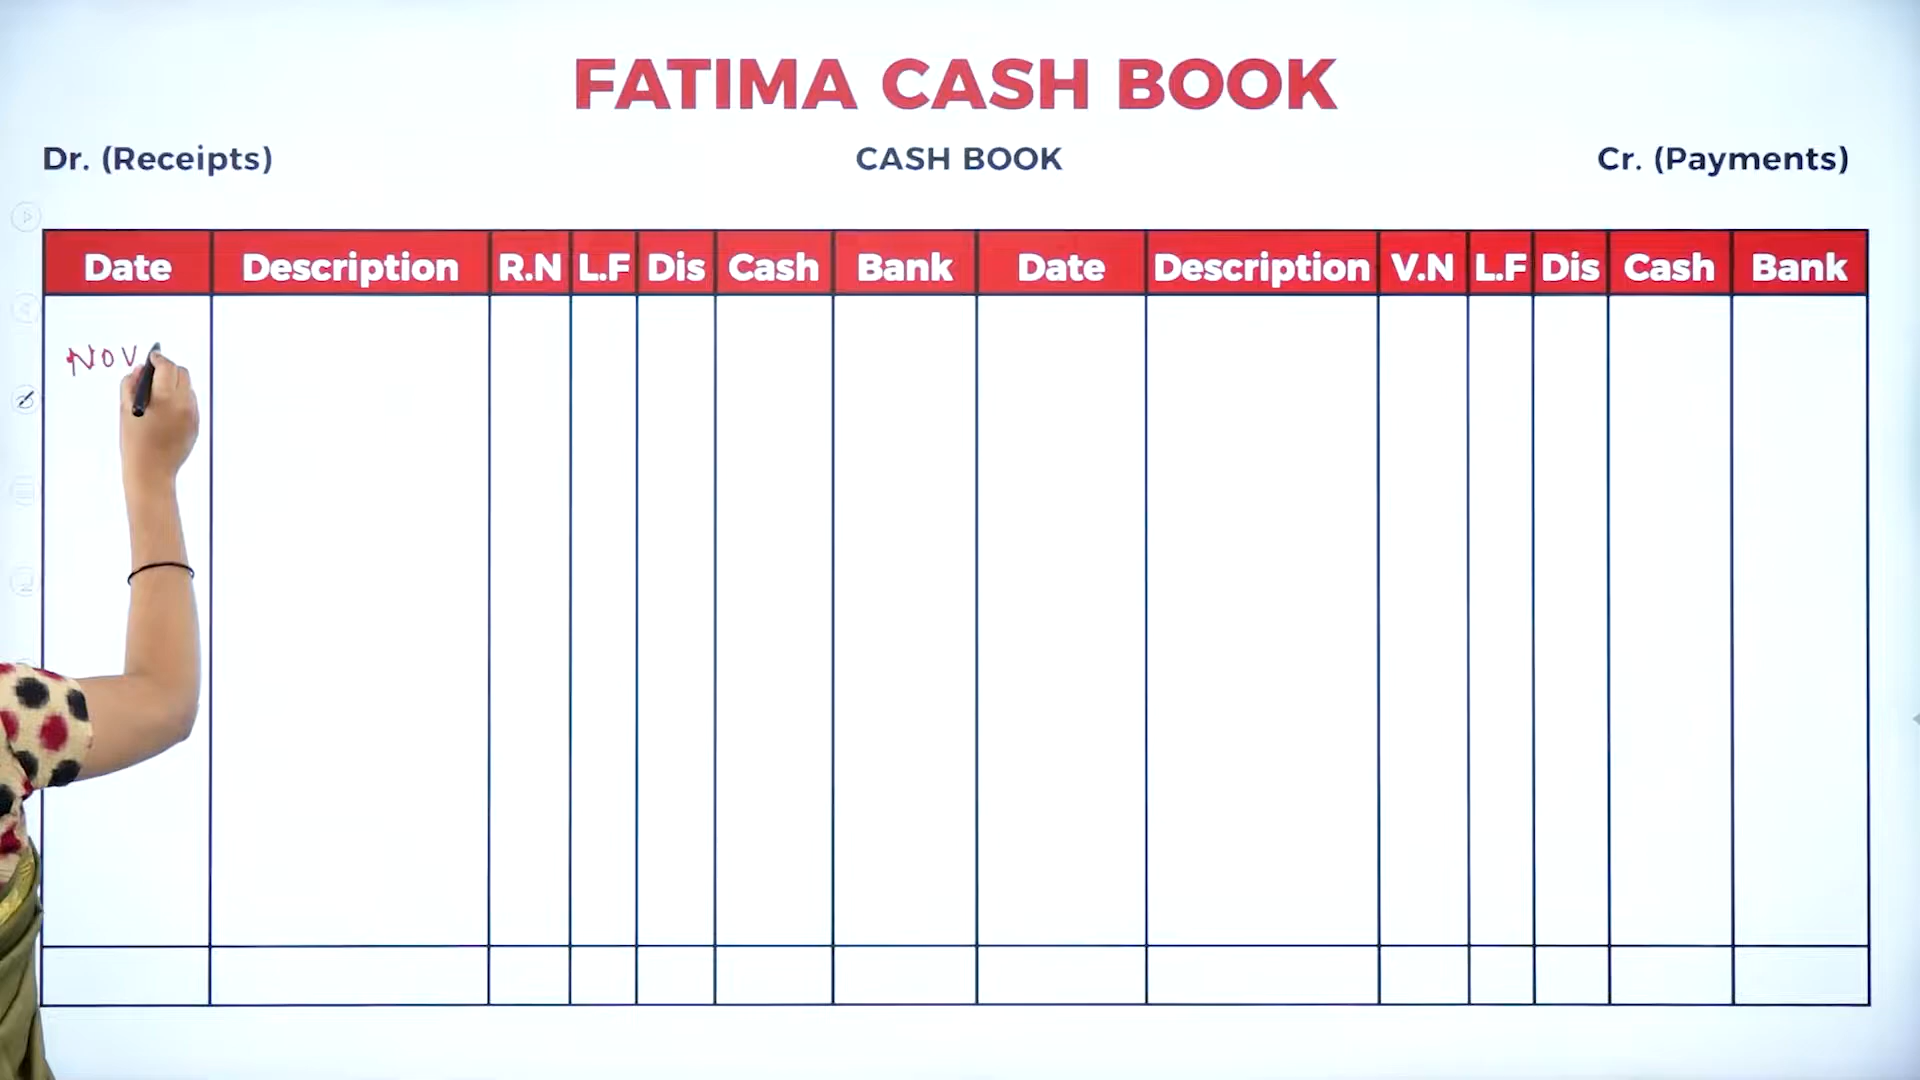 FATIMA CASH BOOK
Dr. (Receipts) CASH BOOK Cr. (Payments)
Date Description R.N L.F Dis Cash Bank Date Description V.N L.F Dis Cash Bank
NOV